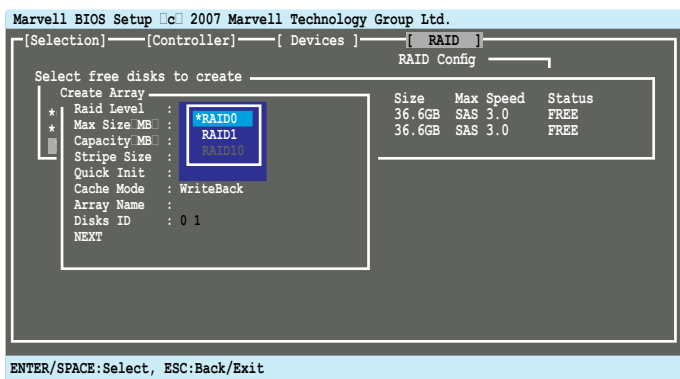 Marvell BIOS Setup □c□ 2007 Marvell Technology Group Ltd.
[Selection] [Controller] [ Devices ] [ RAID ]
RAID Config
Select free disks to create
Create Array
Size Max Speed Status
* Raid Level : *RAID0 36.6GB SAS 3.0 FREE
* Max Size□MB□ : RAID1 36.6GB SAS 3.0 FREE
Capacity□MB□ : RAID10
Stripe Size :
Quick Init :
Cache Mode : WriteBack
Array Name :
Disks ID : 0 1
NEXT
ENTER/SPACE:Select, ESC:Back/Exit